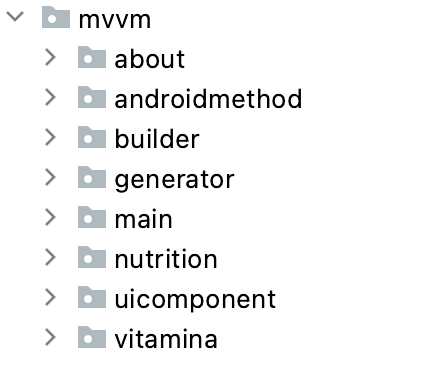 mvvm
about
androidmethod
builder
generator
main
nutrition
uicomponent
vitamina